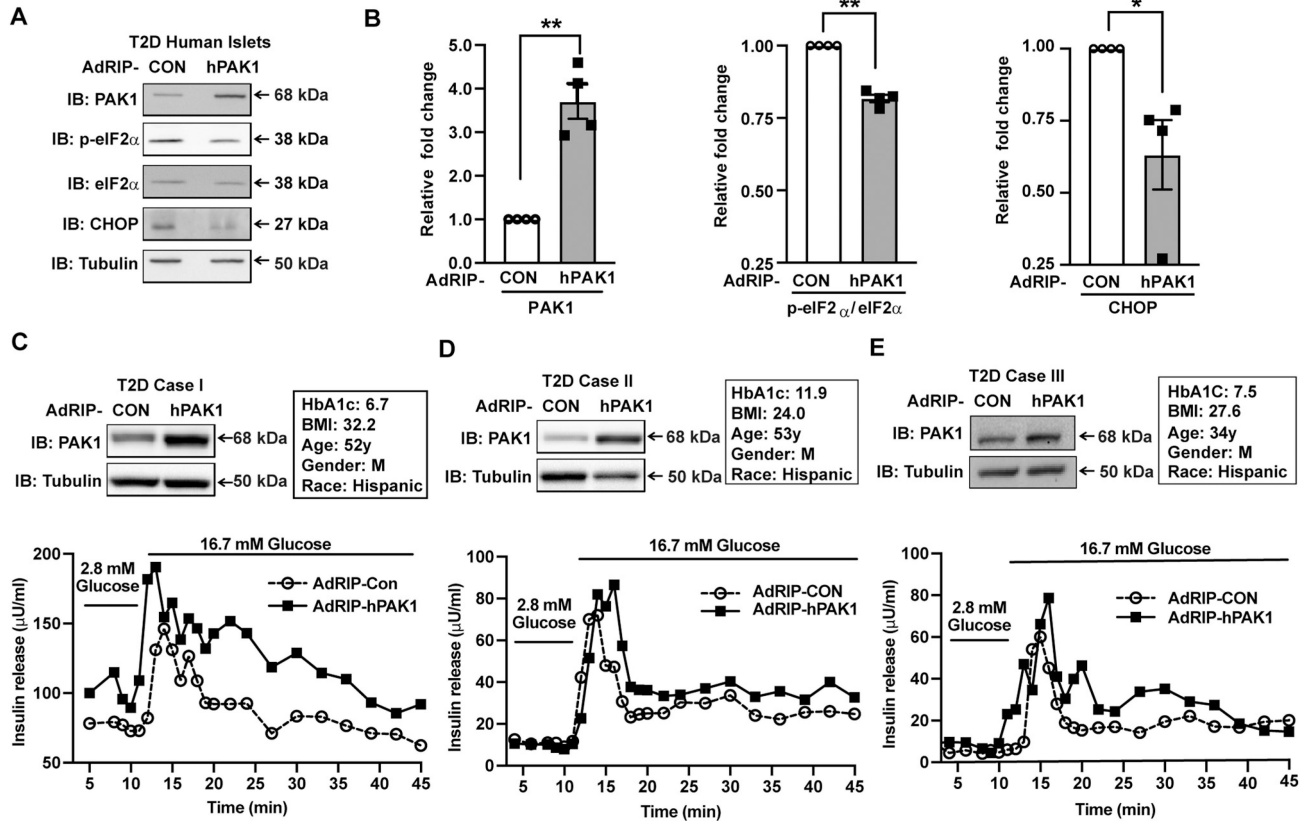 A
T2D Human Islets
AdRIP- CON hPAK1
IB: PAK1 ← 68 kDa
IB: p-eIF2α ← 38 kDa
IB: eIF2α ← 38 kDa
IB: CHOP ← 27 kDa
IB: Tubulin ← 50 kDa
B
Relative fold change
5.0
4.0
3.0
2.0
1.0
0.0
**
AdRIP- CON hPAK1
PAK1
Relative fold change
1.00
0.75
0.50
0.25
**
AdRIP- CON hPAK1
p-eIF2α/eIF2α
Relative fold change
1.00
0.75
0.50
0.25
*
AdRIP- CON hPAK1
CHOP
C
T2D Case I
AdRIP- CON hPAK1
IB: PAK1 ←68 kDa
IB: Tubulin ←50 kDa
HbA1c: 6.7
BMI: 32.2
Age: 52y
Gender: M
Race: Hispanic
Insulin release (μU/ml)
200
150
100
50
16.7 mM Glucose
2.8 mM
Glucose
AdRIP-Con
AdRIP-hPAK1
5 10 15 20 25 30 35 40 45
Time (min)
D
T2D Case II
AdRIP- CON hPAK1
IB: PAK1 ←68 kDa
IB: Tubulin ←50 kDa
HbA1c: 11.9
BMI: 24.0
Age: 53y
Gender: M
Race: Hispanic
Insulin release (μU/ml)
100
80
60
40
20
0
16.7 mM Glucose
2.8 mM
Glucose
AdRIP-CON
AdRIP-hPAK1
5 10 15 20 25 30 35 40 45
Time (min)
E
T2D Case III
AdRIP- CON hPAK1
IB: PAK1 ← 68 kDa
IB: Tubulin ← 50 kDa
HbA1C: 7.5
BMI: 27.6
Age: 34y
Gender: M
Race: Hispanic
Insulin release (μU/ml)
100
80
60
40
20
0
16.7 mM Glucose
2.8 mM
Glucose
AdRIP-CON
AdRIP-hPAK1
5 10 15 20 25 30 35 40 45
Time (min)